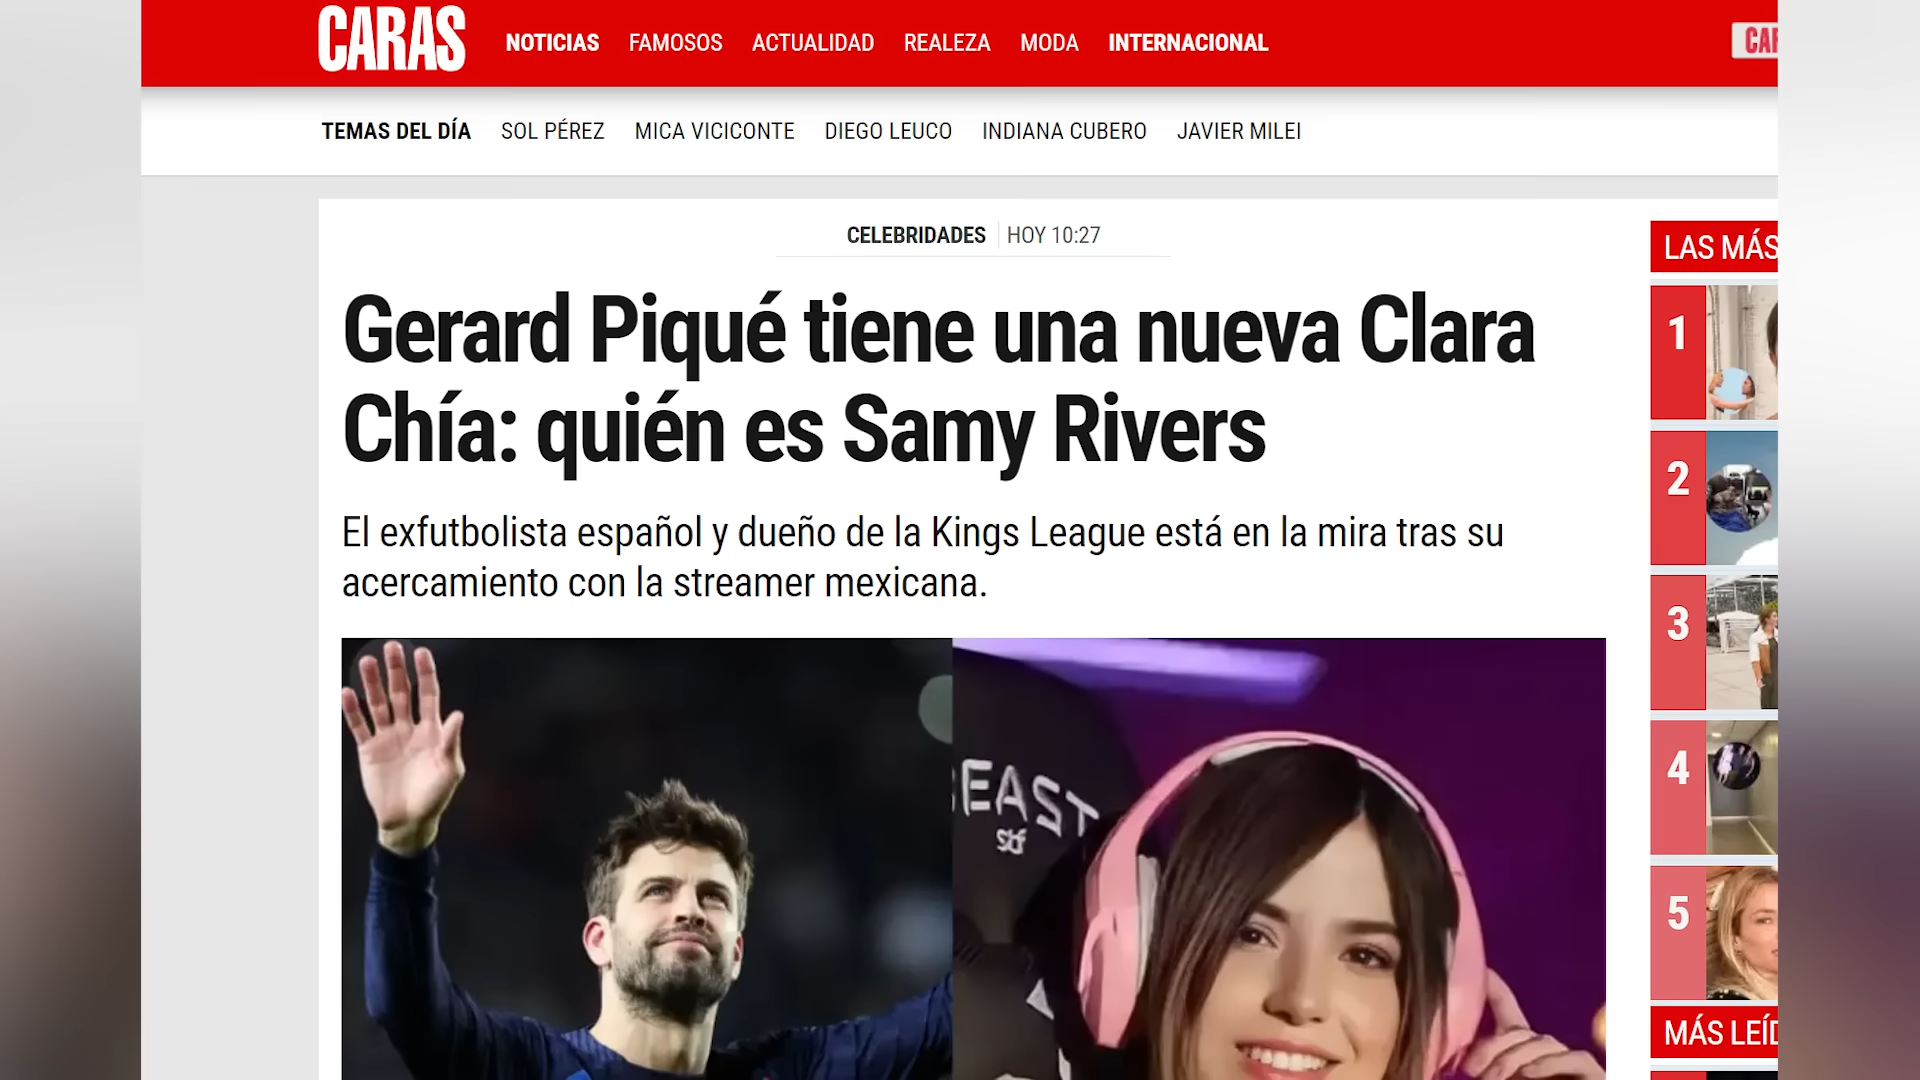 CARAS
NOTICIAS FAMOSOS ACTUALIDAD REALEZA MODA INTERNACIONAL
TEMAS DEL DÍA SOL PÉREZ MICA VICICONTE DIEGO LEUCO INDIANA CUBERO JAVIER MILEI
CELEBRIDADES HOY 10:27
Gerard Piqué tiene una nueva Clara
Chía: quién es Samy Rivers
El exfutbolista español y dueño de la Kings League está en la mira tras su
acercamiento con la streamer mexicana.
LAS MÁS
1
2
3
4
5
MÁS
EAST
stf